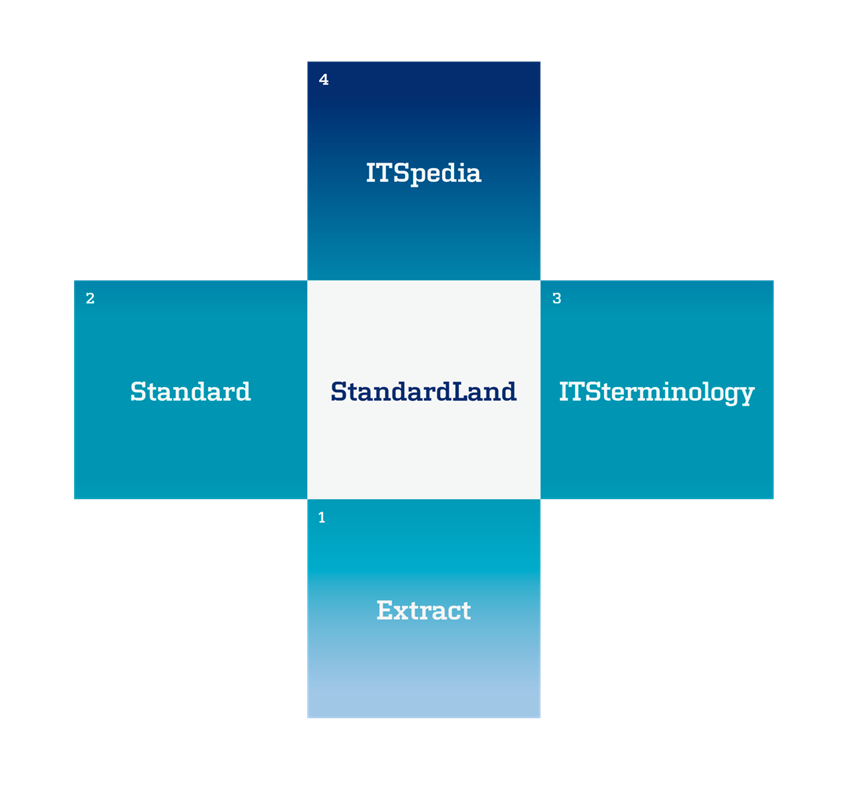 4
ITSpedia
2
Standard
StandardLand
3
ITSterminology
1
Extract